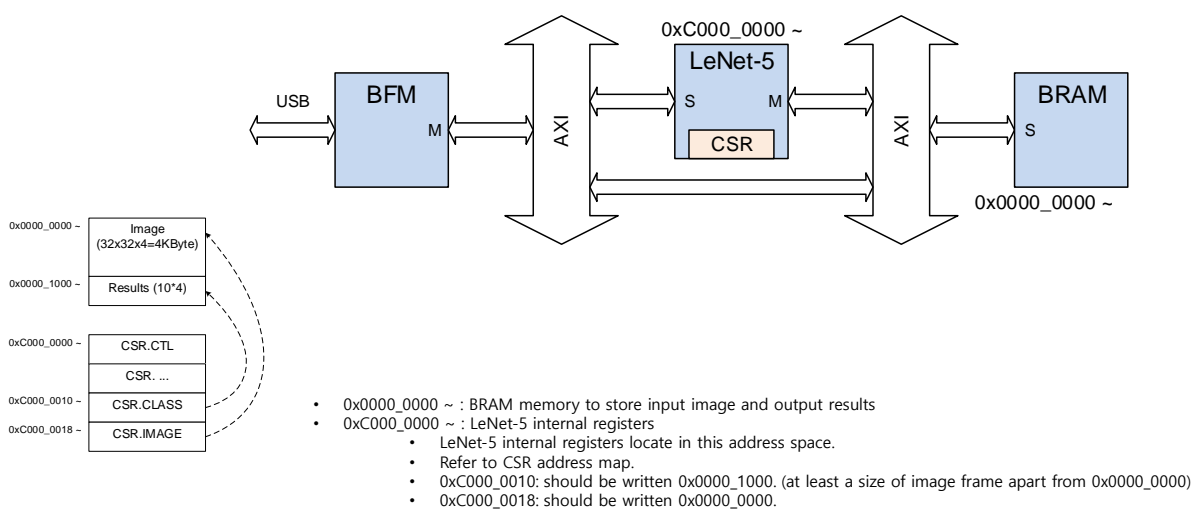 0xC000_0000 ~
LeNet-5
S
M
CSR
USB
BFM
M
AXI
AXI
BRAM
S
0x0000_0000 ~
0x0000_0000 ~
Image
(32x32x4=4KByte)
0x0000_1000 ~
Results (10*4)
0xC000_0000 ~
CSR.CTL
CSR. ...
0xC000_0010 ~
CSR.CLASS
0xC000_0018 ~
CSR.IMAGE
• 0x0000_0000 ~ : BRAM memory to store input image and output results
• 0xC000_0000 ~ : LeNet-5 internal registers
• LeNet-5 internal registers locate in this address space.
• Refer to CSR address map.
• 0xC000_0010: should be written 0x0000_1000. (at least a size of image frame apart from 0x0000_0000)
• 0xC000_0018: should be written 0x0000_0000.